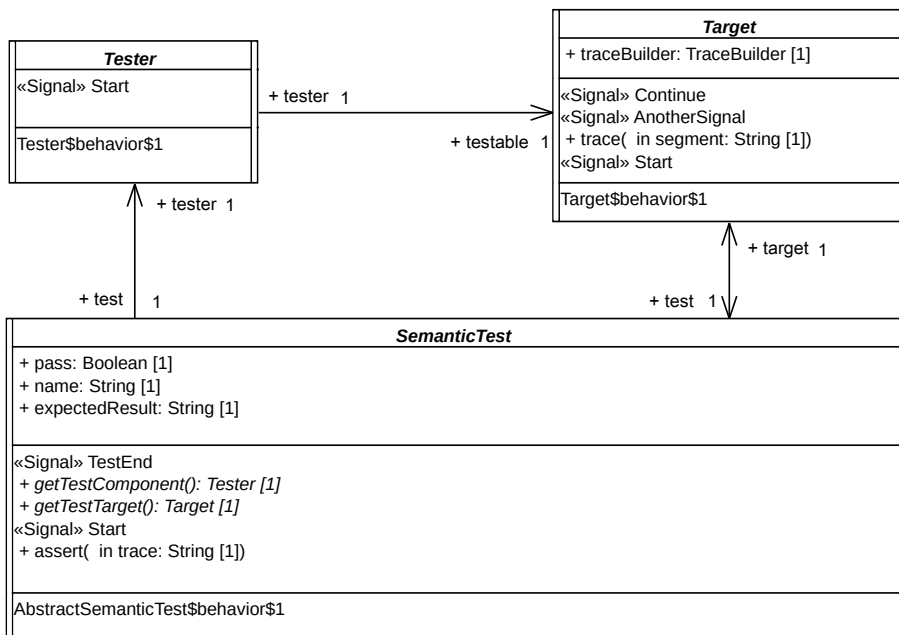 Tester
«Signal» Start
Tester$behavior$1
+ tester 1
+ testable 1
Target
+ traceBuilder: TraceBuilder [1]
«Signal» Continue
«Signal» AnotherSignal
+ trace(  in segment: String [1])
«Signal» Start
Target$behavior$1
+ tester 1
+ test 1
+ target 1
+ test 1
SemanticTest
+ pass: Boolean [1]
+ name: String [1]
+ expectedResult: String [1]
«Signal» TestEnd
+ getTestComponent(): Tester [1]
+ getTestTarget(): Target [1]
«Signal» Start
+ assert(  in trace: String [1])
AbstractSemanticTest$behavior$1